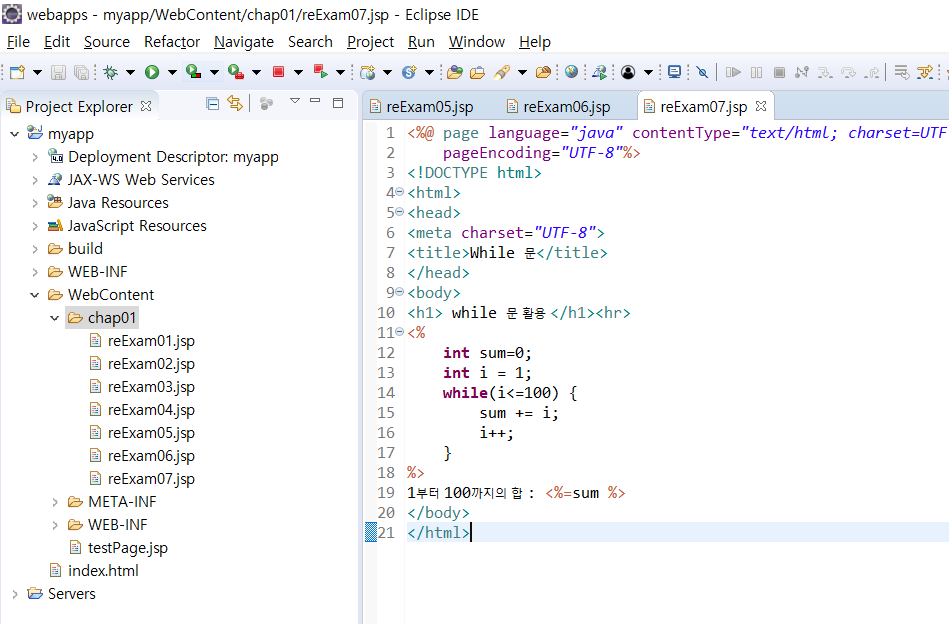 webapps - myapp/WebContent/chap01/reExam07.jsp - Eclipse IDE
File Edit Source Refactor Navigate Search Project Run Window Help
Project Explorer
myapp
Deployment Descriptor: myapp
JAX-WS Web Services
Java Resources
JavaScript Resources
build
WEB-INF
WebContent
chap01
reExam01.jsp
reExam02.jsp
reExam03.jsp
reExam04.jsp
reExam05.jsp
reExam06.jsp
reExam07.jsp
META-INF
WEB-INF
testPage.jsp
index.html
Servers
reExam05.jsp reExam06.jsp reExam07.jsp
1 <%@ page language="java" contentType="text/html; charset=UTF
2     pageEncoding="UTF-8"%>
3 <!DOCTYPE html>
4 <html>
5 <head>
6 <meta charset="UTF-8">
7 <title>While 문</title>
8 </head>
9 <body>
10 <h1> while 문 활용 </h1><hr>
11 <%
12     int sum=0;
13     int i = 1;
14     while(i<=100) {
15         sum += i;
16         i++;
17     }
18 %>
19 1부터 100까지의 합 : <%=sum %>
20 </body>
21 </html>